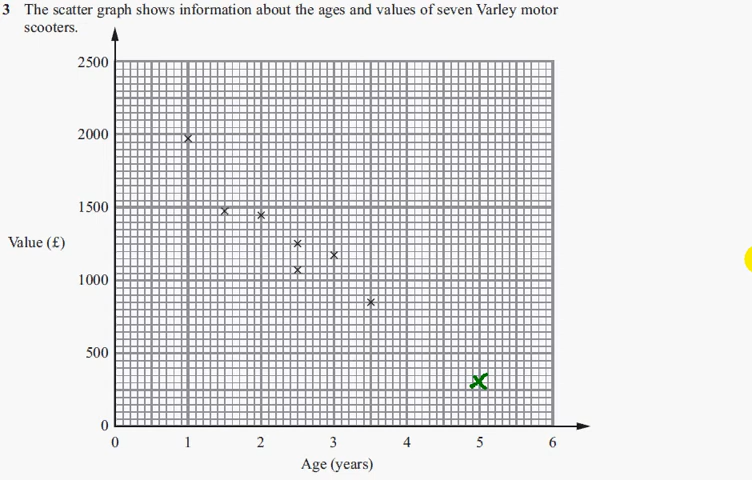 3 The scatter graph shows information about the ages and values of seven Varley motor
scooters.
2500
2000
1500
Value (£)
1000
500
0
0 1 2 3 4 5 6
Age (years)